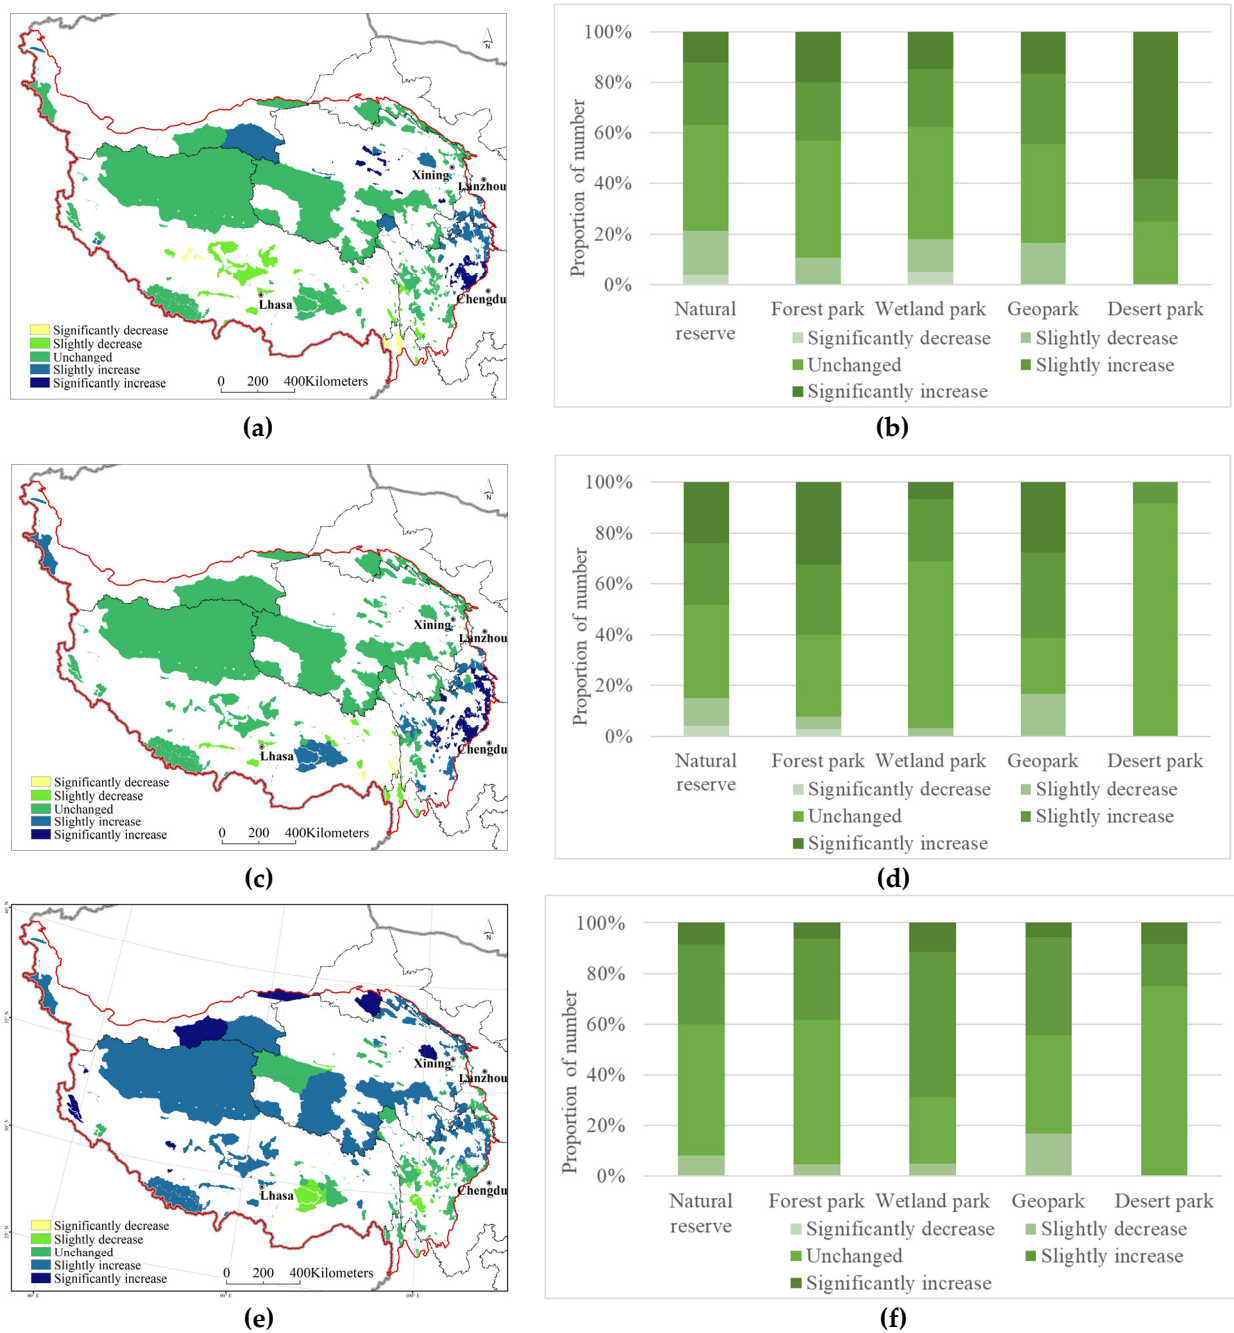 N
Xining
Lanzhou
Lhasa
Chengdu
Significantly decrease
Slightly decrease
Unchanged
Slightly increase
Significantly increase
0 200 400Kilometers
(a)
100%
80%
60%
40%
20%
0%
Proportion of number
Natural reserve
Forest park
Wetland park
Geopark
Desert park
Significantly decrease
Slightly decrease
Unchanged
Slightly increase
Significantly increase
(b)
N
Xining
Lanzhou
Lhasa
Chengdu
Significantly decrease
Slightly decrease
Unchanged
Slightly increase
Significantly increase
0 200 400Kilometers
(c)
100%
80%
60%
40%
20%
0%
Proportion of number
Natural reserve
Forest park
Wetland park
Geopark
Desert park
Significantly decrease
Slightly decrease
Unchanged
Slightly increase
Significantly increase
(d)
N
Xining
Lanzhou
Lhasa
Chengdu
Significantly decrease
Slightly decrease
Unchanged
Slightly increase
Significantly increase
0 200 400Kilometers
(e)
100%
80%
60%
40%
20%
0%
Proportion of number
Natural reserve
Forest park
Wetland park
Geopark
Desert park
Significantly decrease
Slightly decrease
Unchanged
Slightly increase
Significantly increase
(f)